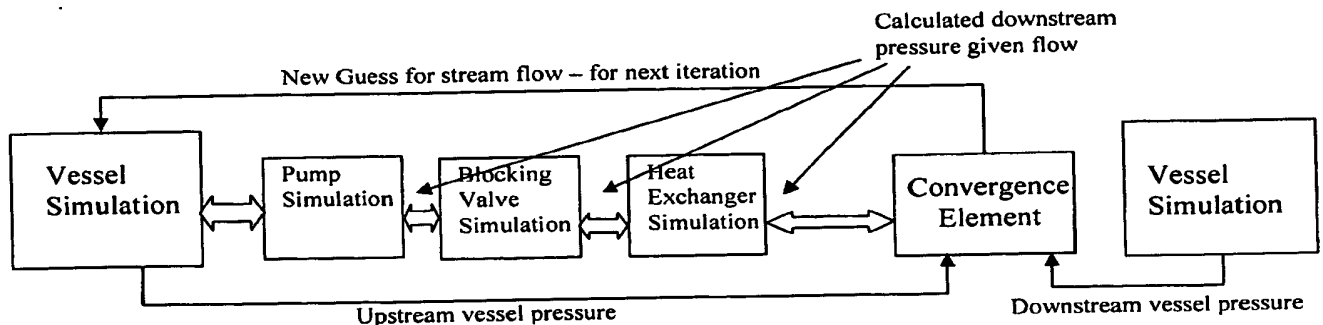 Calculated downstream
pressure given flow
New Guess for stream flow – for next iteration
Vessel
Simulation
Pump
Simulation
Blocking
Valve
Simulation
Heat
Exchanger
Simulation
Convergence
Element
Vessel
Simulation
Upstream vessel pressure
Downstream vessel pressure